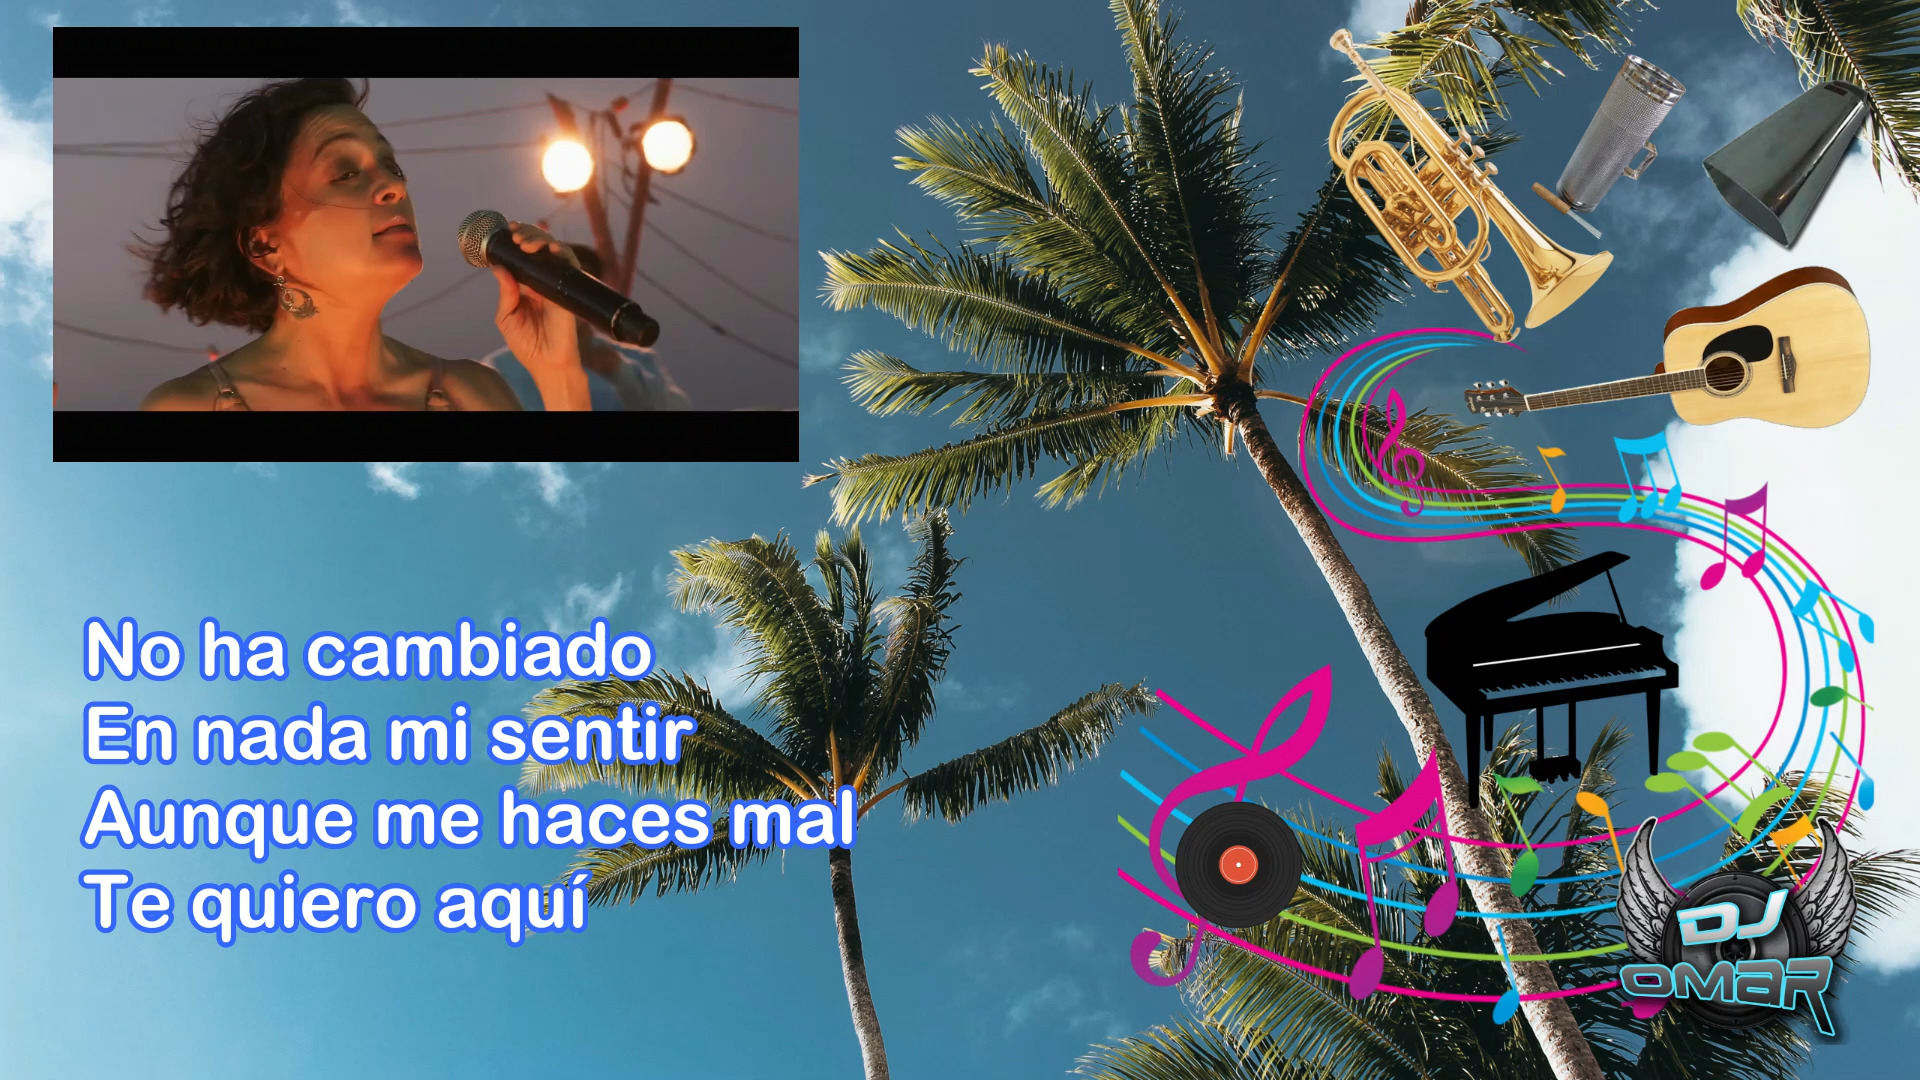 No ha cambiado
En nada mi sentir
Aunque me haces mal
Te quiero aquí
DJ
OMAR